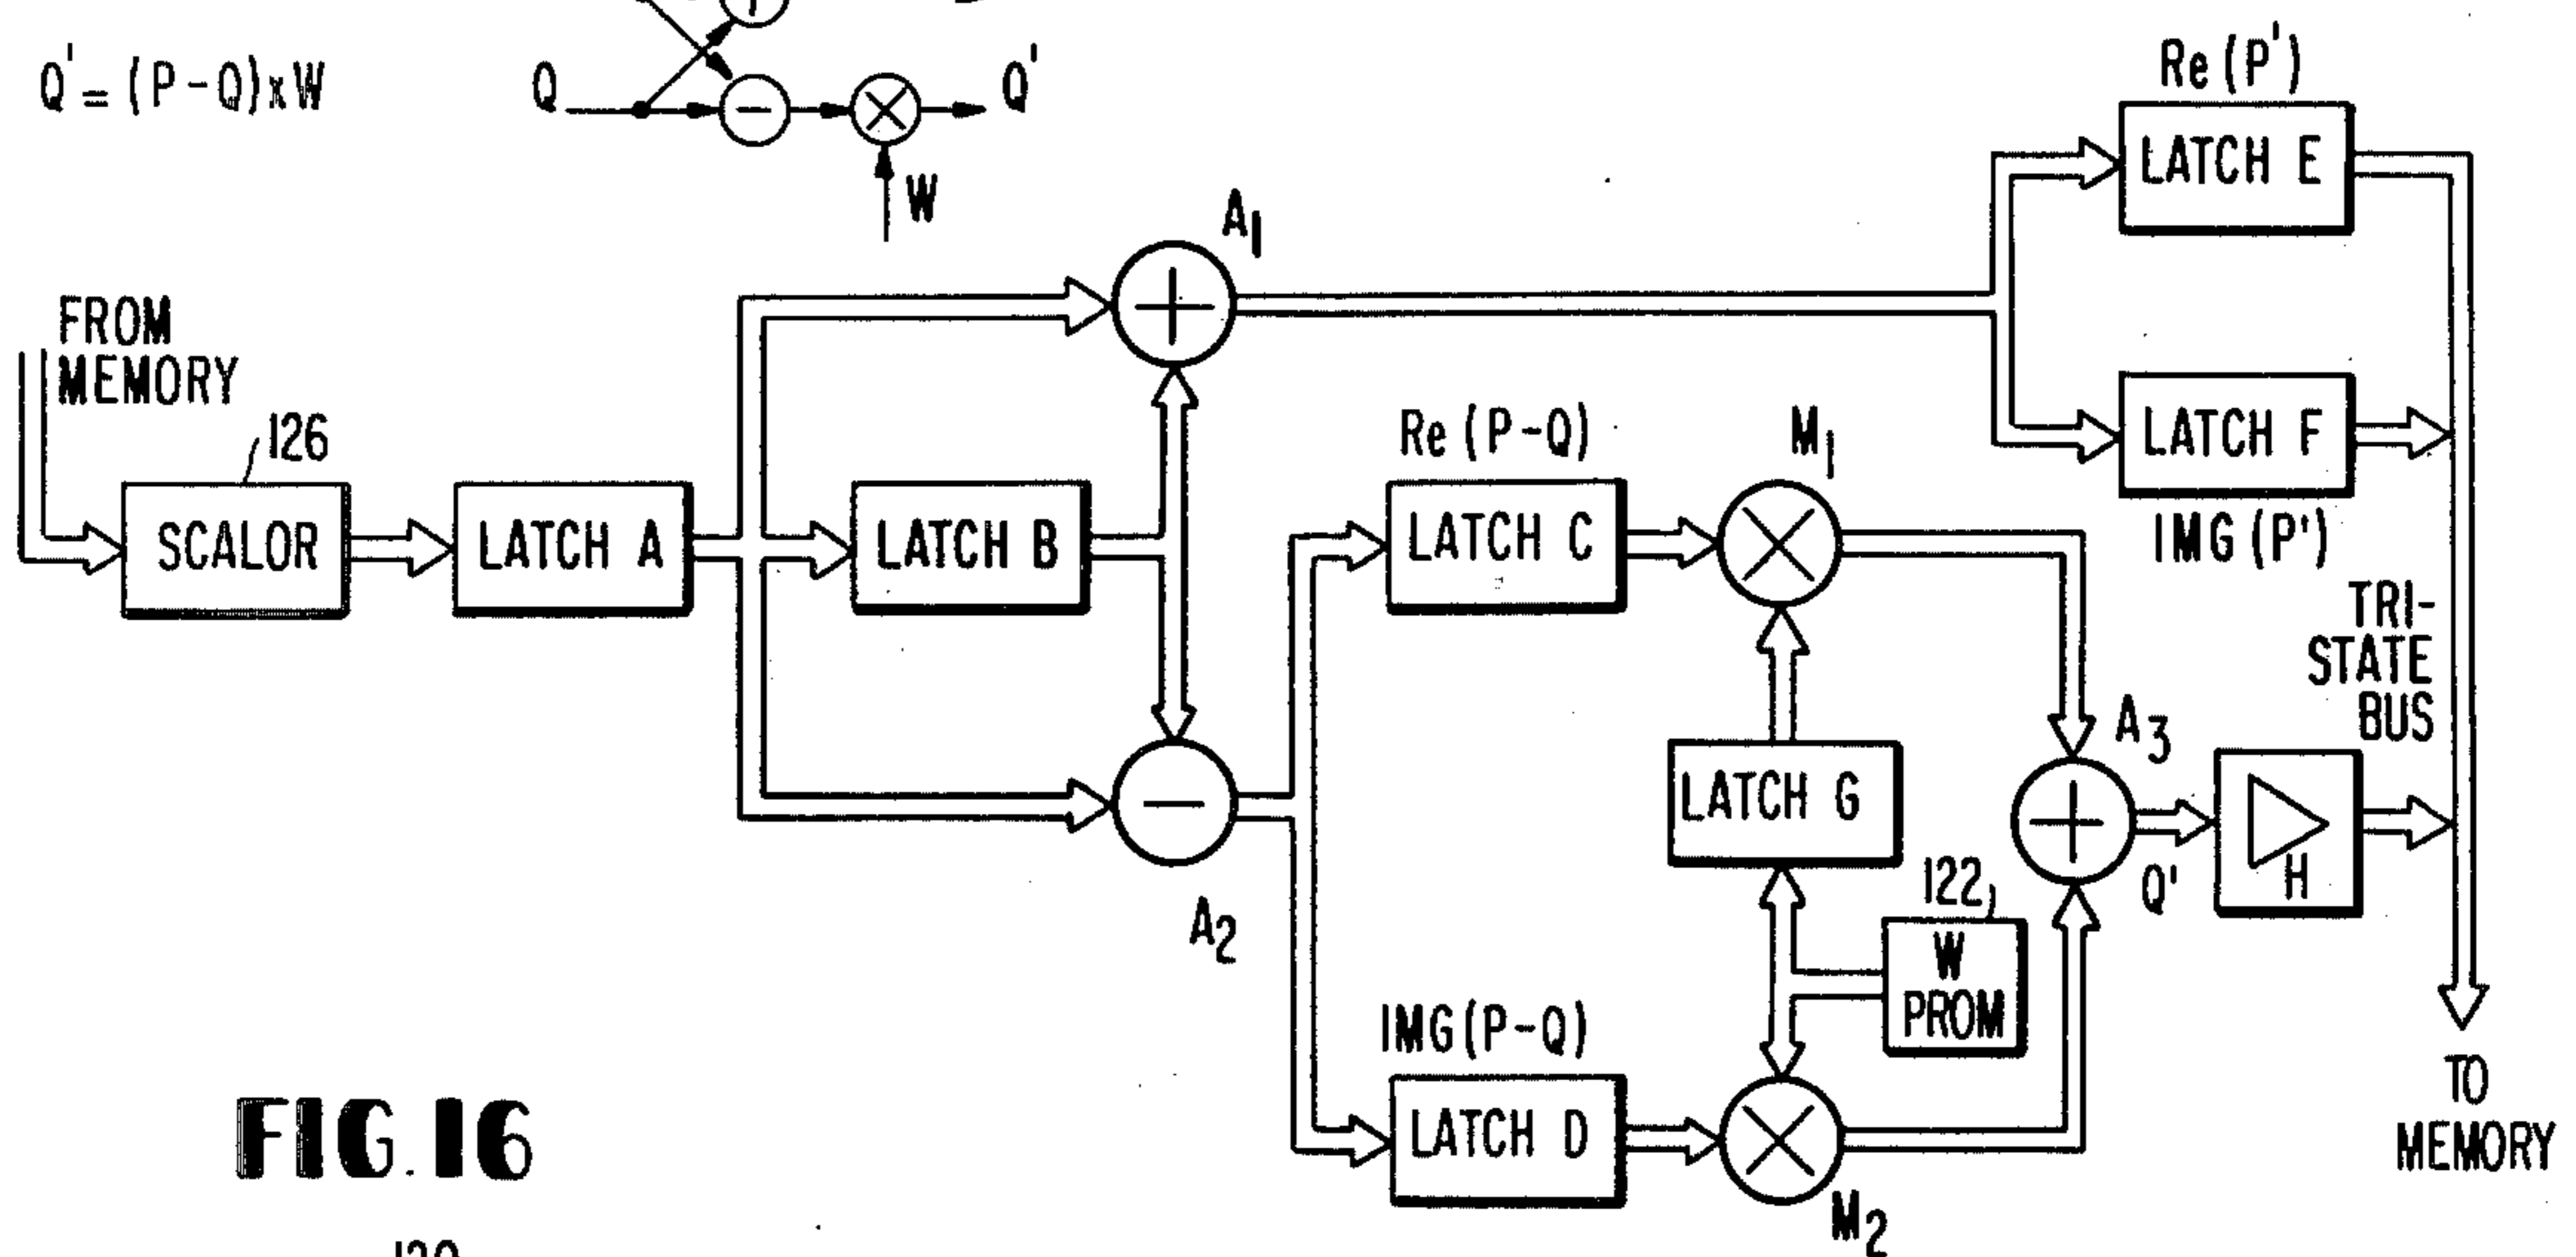 Q' = (P-Q)xW
Q
−
×
Q'
W
Re (P')
LATCH E
A1
+
FROM
MEMORY
126
SCALOR
LATCH A
LATCH B
Re (P-Q)
LATCH C
M1
×
LATCH F
IMG (P')
TRI-
STATE
BUS
A2
−
LATCH G
A3
+
Q'
H
122
W
PROM
IMG (P-Q)
LATCH D
×
M2
TO
MEMORY
FIG. 16